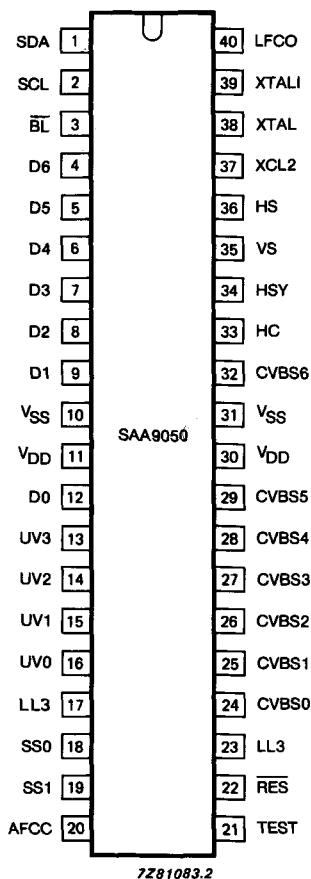 SDA 1 40 LFCO
SCL 2 39 XTALI
B̅L̅ 3 38 XTAL
D6 4 37 XCL2
D5 5 36 HS
D4 6 35 VS
D3 7 34 HSY
D2 8 33 HC
D1 9 32 CVBS6
VSS 10 31 VSS
SAA9050
VDD 11 30 VDD
D0 12 29 CVBS5
UV3 13 28 CVBS4
UV2 14 27 CVBS3
UV1 15 26 CVBS2
UV0 16 25 CVBS1
LL3 17 24 CVBS0
SS0 18 23 LL3
SS1 19 22 R̅E̅S̅
AFCC 20 21 TEST
7Z81083.2